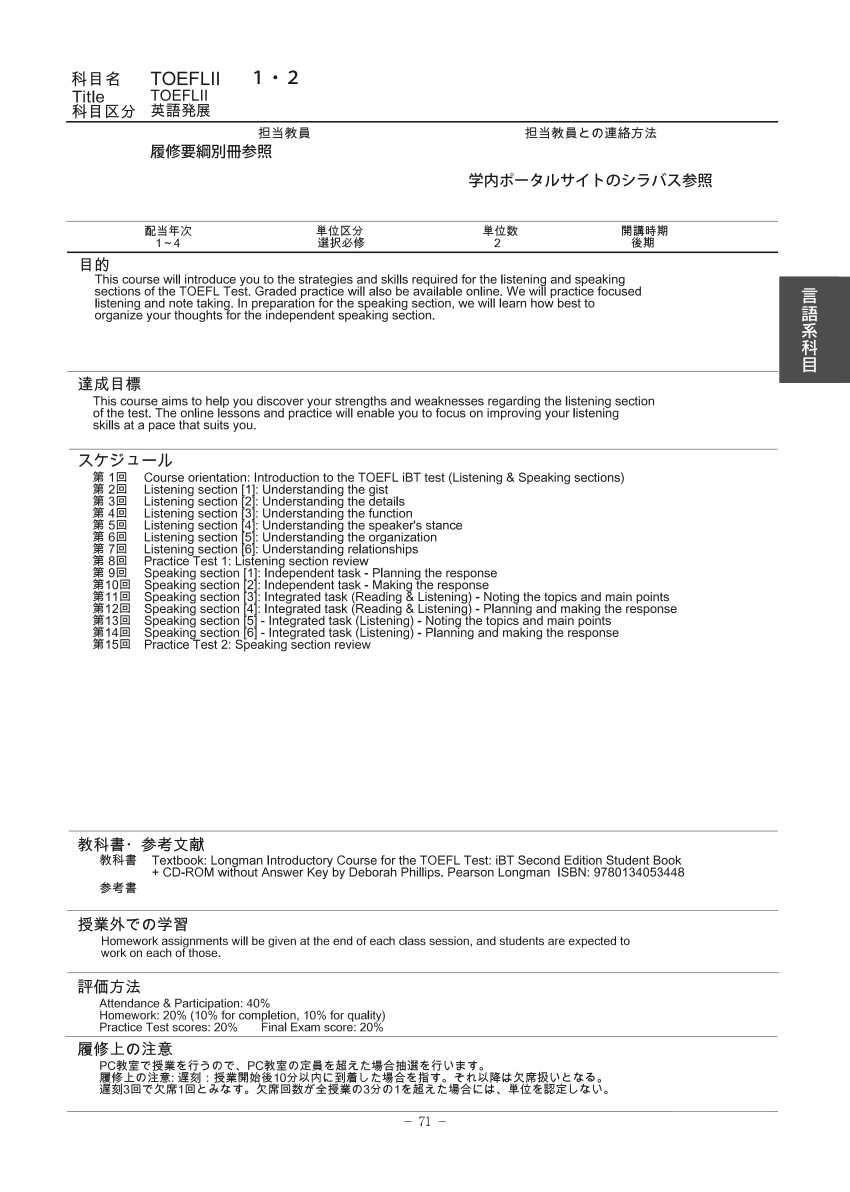 科目名 TOEFLII 1・2
Title TOEFLII
科目区分 英語発展
担当教員 担当教員との連絡方法
履修要綱別冊参照
学内ポータルサイトのシラバス参照
配当年次 単位区分 単位数 開講時期
1~4 選択必修 2 後期
目的
This course will introduce you to the strategies and skills required for the listening and speaking
sections of the TOEFL Test. Graded practice will also be available online. We will practice focused
listening and note taking. In preparation for the speaking section, we will learn how best to
organize your thoughts for the independent speaking section.
言語系科目
達成目標
This course aims to help you discover your strengths and weaknesses regarding the listening section
of the test. The online lessons and practice will enable you to focus on improving your listening
skills at a pace that suits you.
スケジュール
第 1回 Course orientation: Introduction to the TOEFL iBT test (Listening & Speaking sections)
第 2回 Listening section [1]: Understanding the gist
第 3回 Listening section [2]: Understanding the details
第 4回 Listening section [3]: Understanding the function
第 5回 Listening section [4]: Understanding the speaker's stance
第 6回 Listening section [5]: Understanding the organization
第 7回 Listening section [6]: Understanding relationships
第 8回 Practice Test 1: Listening section review
第 9回 Speaking section [1]: Independent task - Planning the response
第10回 Speaking section [2]: Independent task - Making the response
第11回 Speaking section [3]: Integrated task (Reading & Listening) - Noting the topics and main points
第12回 Speaking section [4]: Integrated task (Reading & Listening) - Planning and making the response
第13回 Speaking section [5] - Integrated task (Listening) - Noting the topics and main points
第14回 Speaking section [6] - Integrated task (Listening) - Planning and making the response
第15回 Practice Test 2: Speaking section review
教科書・参考文献
教科書 Textbook: Longman Introductory Course for the TOEFL Test: iBT Second Edition Student Book
+ CD-ROM without Answer Key by Deborah Phillips. Pearson Longman ISBN: 9780134053448
参考書
授業外での学習
Homework assignments will be given at the end of each class session, and students are expected to
work on each of those.
評価方法
Attendance & Participation: 40%
Homework: 20% (10% for completion, 10% for quality)
Practice Test scores: 20% Final Exam score: 20%
履修上の注意
PC教室で授業を行うので、PC教室の定員を超えた場合抽選を行います。
履修上の注意: 遅刻：授業開始後10分以内に到着した場合を指す。それ以降は欠席扱いとなる。
遅刻3回で欠席1回とみなす。欠席回数が全授業の3分の1を超えた場合には、単位を認定しない。
− 71 −